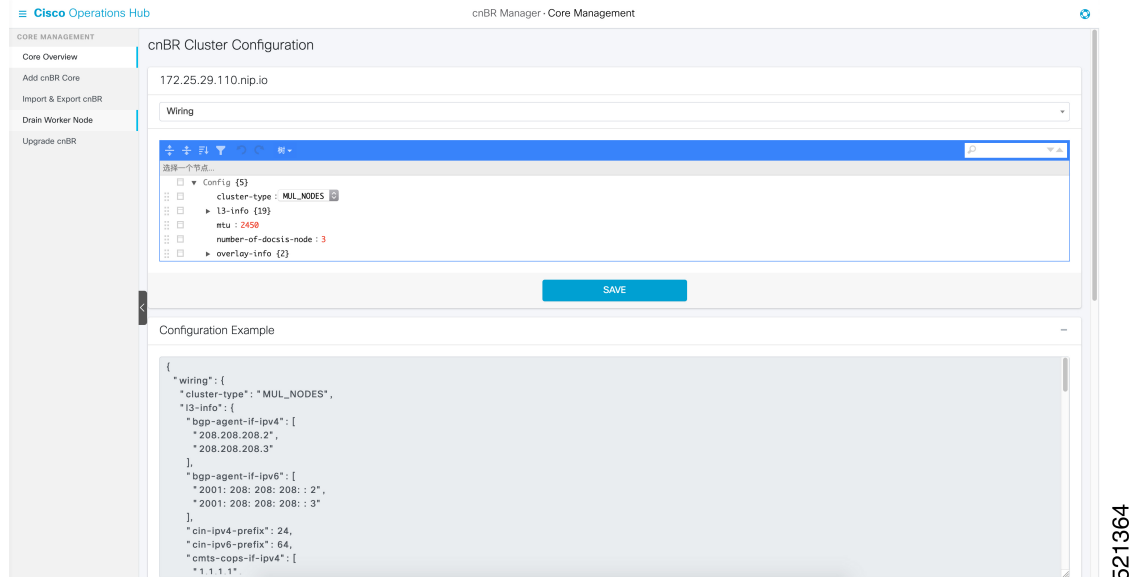 ≡ Cisco Operations Hub
cnBR Manager · Core Management
CORE MANAGEMENT
Core Overview
Add cnBR Core
Import & Export cnBR
Drain Worker Node
Upgrade cnBR
cnBR Cluster Configuration
172.25.29.110.nip.io
Wiring
树
选择一个节点...
Config {5}
cluster-type : MUL_NODES
l3-info {19}
mtu : 2450
number-of-docsis-node : 3
overlay-info {2}
SAVE
Configuration Example
{
"wiring": {
"cluster-type": "MUL_NODES",
"l3-info": {
"bgp-agent-if-ipv4": [
"208.208.208.2",
"208.208.208.3"
],
"bgp-agent-if-ipv6": [
"2001: 208: 208: 208: : 2",
"2001: 208: 208: 208: : 3"
],
"cin-ipv4-prefix": 24,
"cin-ipv6-prefix": 64,
"cmts-cops-if-ipv4": [
"1.1.1.1",
521364